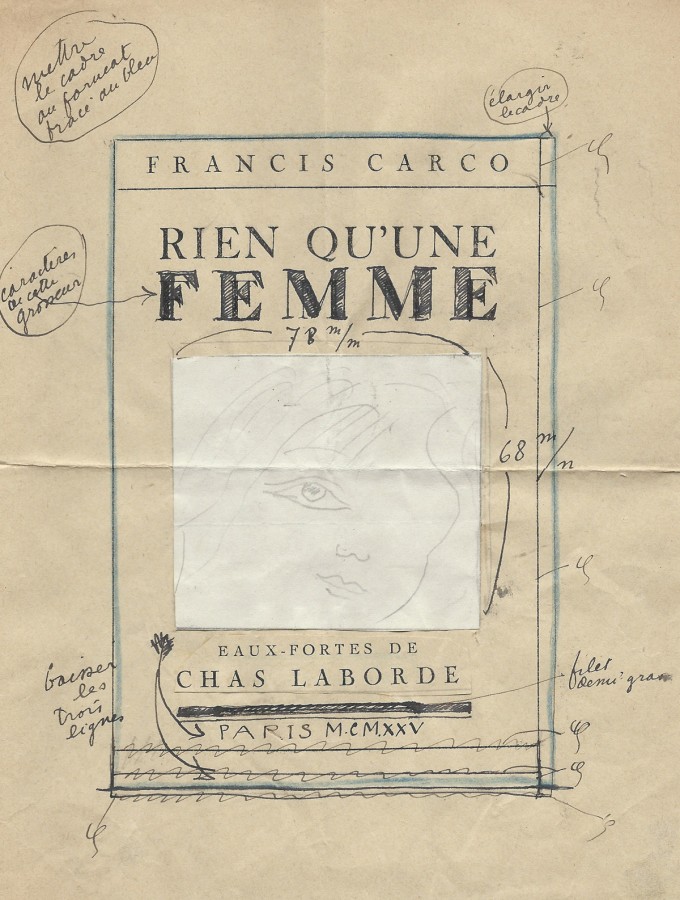 mettre
le cadre
au format
tracé au bleu
élargir
le cadre
FRANCIS CARCO
RIEN QU'UNE
FEMME
caractères
de cette
grosseur
78 m/m
68 m/m
EAUX-FORTES DE
CHAS LABORDE
baisser
les
trois
lignes
filet
demi-gras
PARIS M.CM.XXV